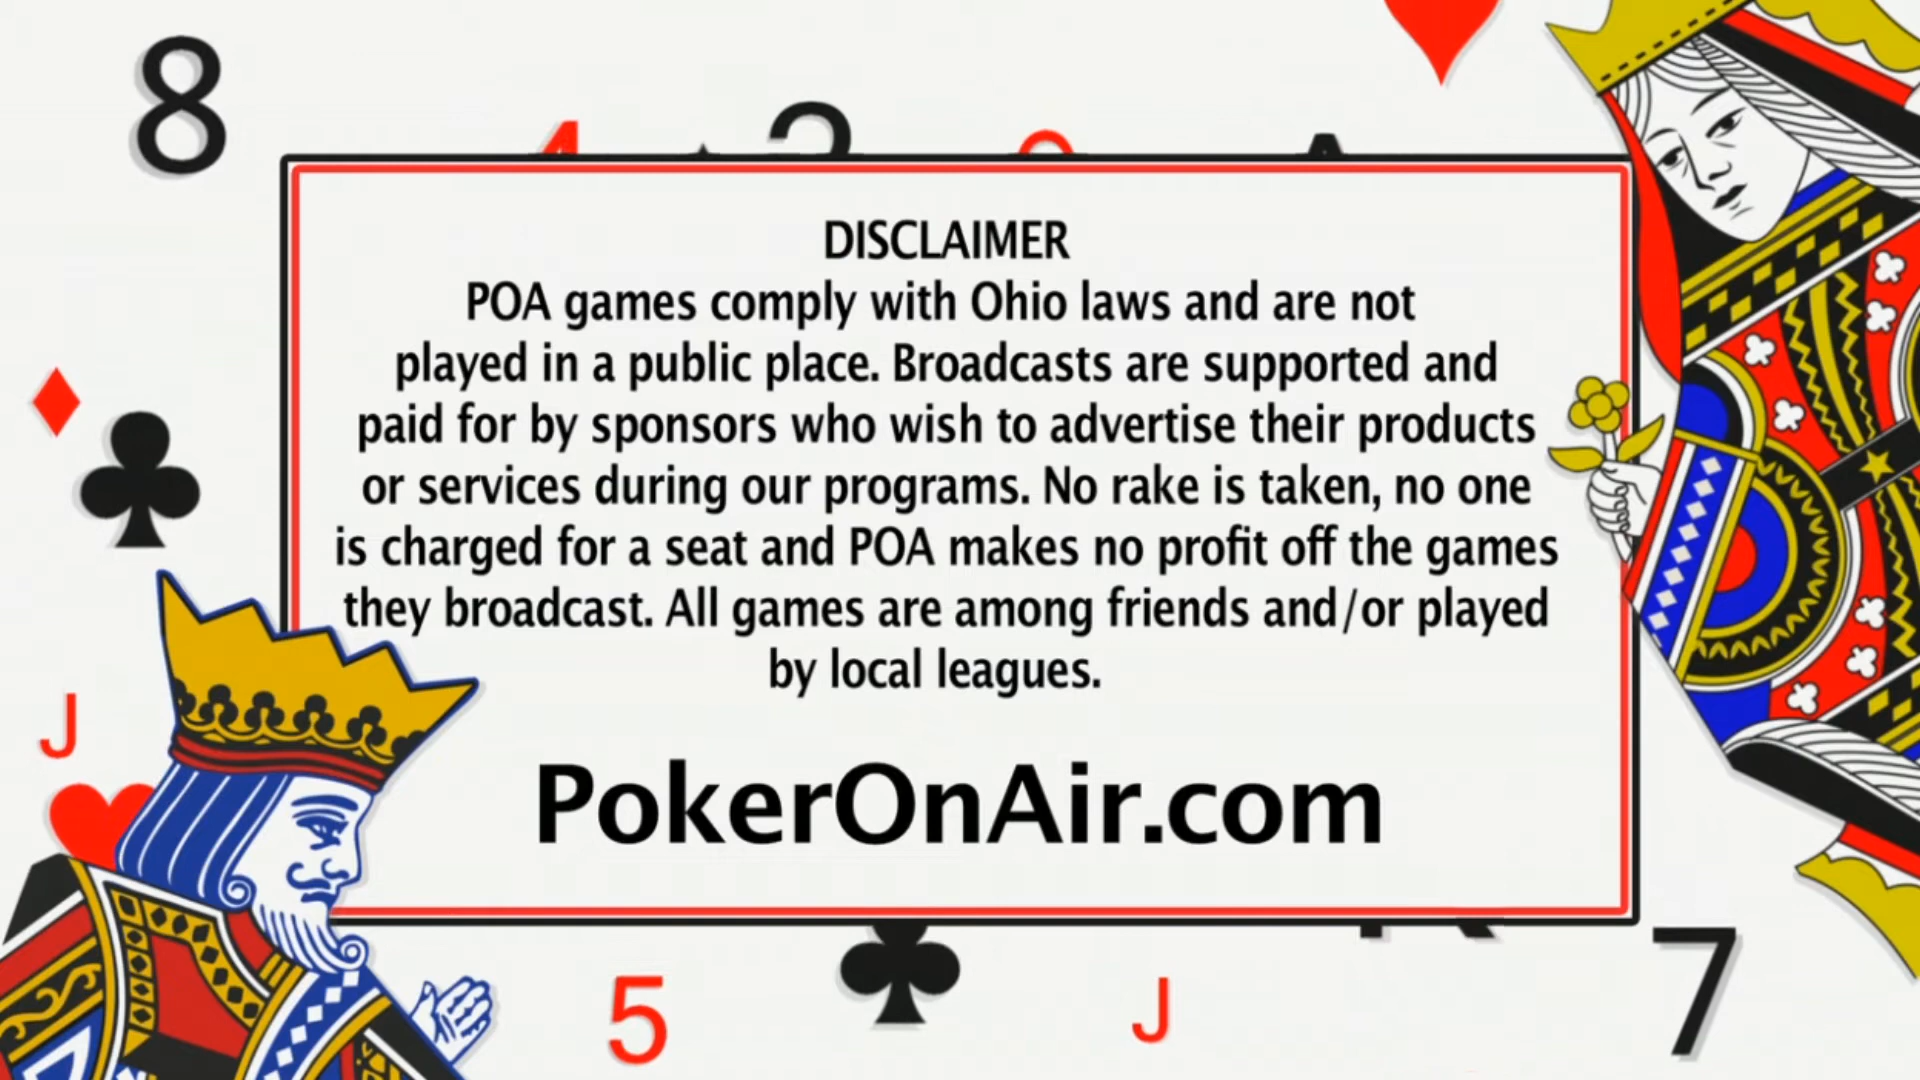 8
DISCLAIMER
POA games comply with Ohio laws and are not
played in a public place. Broadcasts are supported and
paid for by sponsors who wish to advertise their products
or services during our programs. No rake is taken, no one
is charged for a seat and POA makes no profit off the games
they broadcast. All games are among friends and/or played
by local leagues.
J
PokerOnAir.com
7
5
J